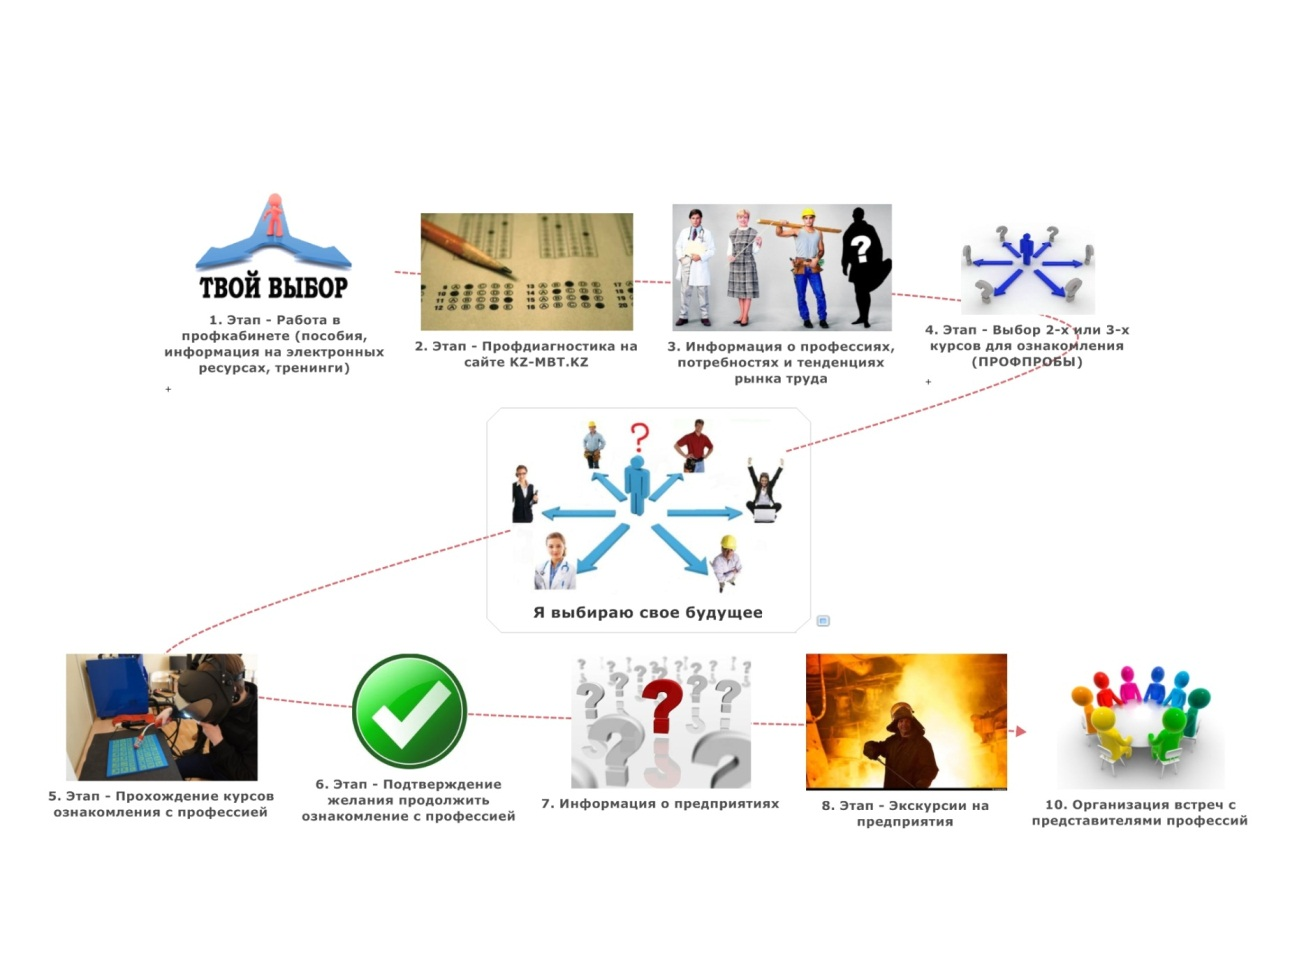 ТВОЙ ВЫБОР
1. Этап - Работа в
профкабинете (пособия,
информация на электронных
ресурсах, тренинги)
2. Этап - Профдиагностика на
сайте KZ-MBT.KZ
3. Информация о профессиях,
потребностях и тенденциях
рынка труда
4. Этап - Выбор 2-х или 3-х
курсов для ознакомления
(ПРОФПРОБЫ)
Я выбираю свое будущее
5. Этап - Прохождение курсов
ознакомления с профессией
6. Этап - Подтверждение
желания продолжить
ознакомление с профессией
7. Информация о предприятиях
8. Этап - Экскурсии на
предприятия
10. Организация встреч с
представителями профессий